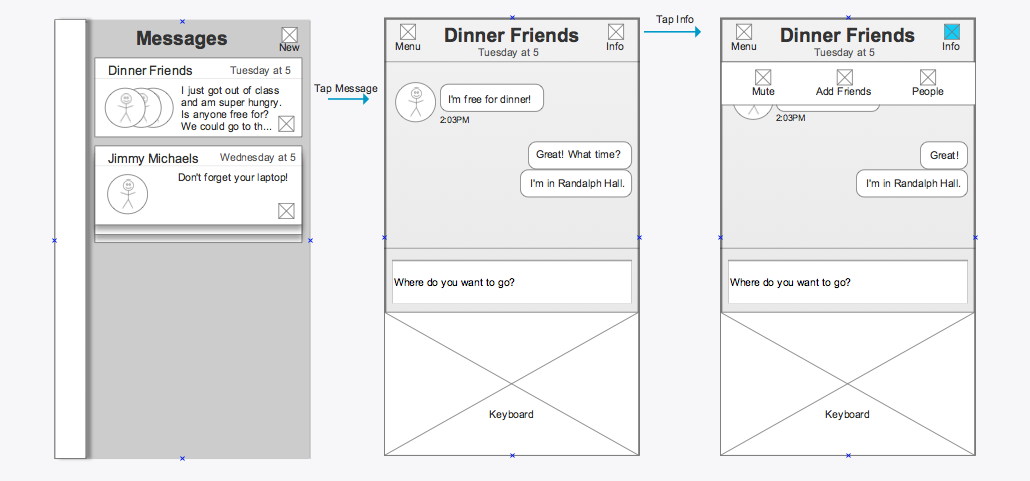 Messages
New
Dinner Friends
Tuesday at 5
I just got out of class
and am super hungry.
Is anyone free for?
We could go to th...
Jimmy Michaels
Wednesday at 5
Don't forget your laptop!
Tap Message
Menu
Dinner Friends
Tuesday at 5
Info
I'm free for dinner!
2:03PM
Great! What time?
I'm in Randalph Hall.
Where do you want to go?
Keyboard
Tap Info
Menu
Dinner Friends
Tuesday at 5
Info
Mute
Add Friends
People
2:03PM
Great!
I'm in Randalph Hall.
Where do you want to go?
Keyboard